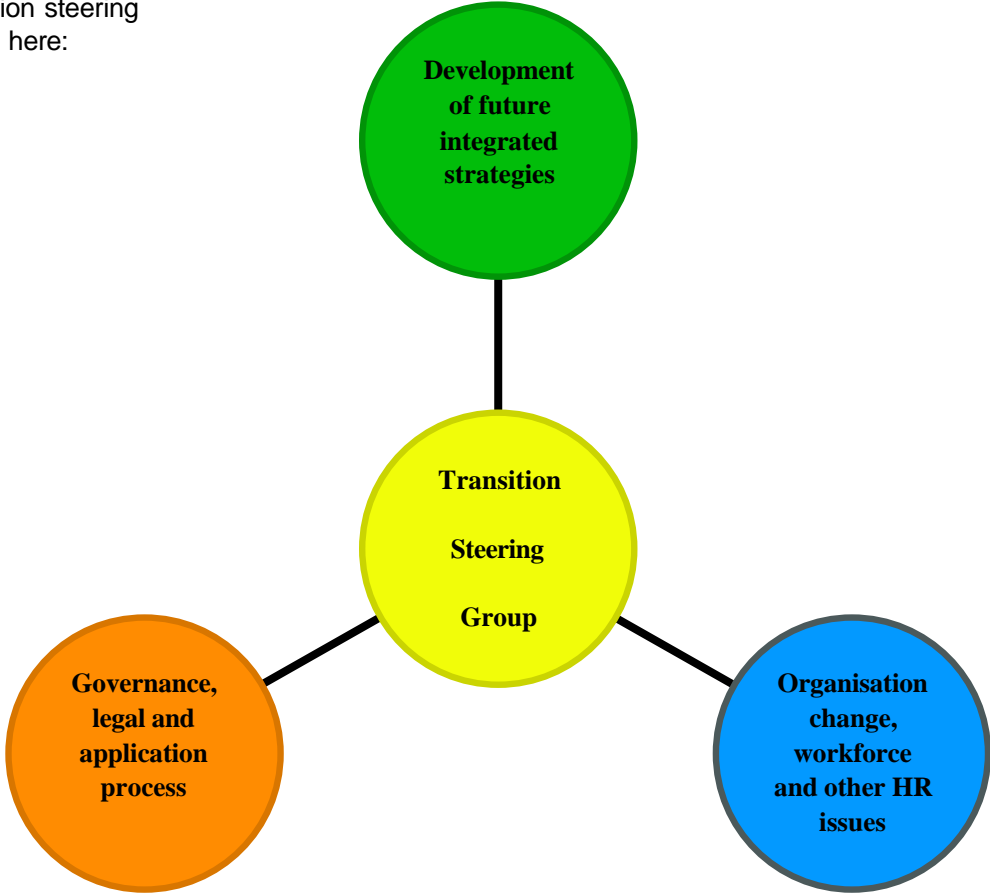 ion steering
here:
Development
of future
integrated
strategies
Transition
Steering
Group
Governance,
legal and
application
process
Organisation
change,
workforce
and other HR
issues